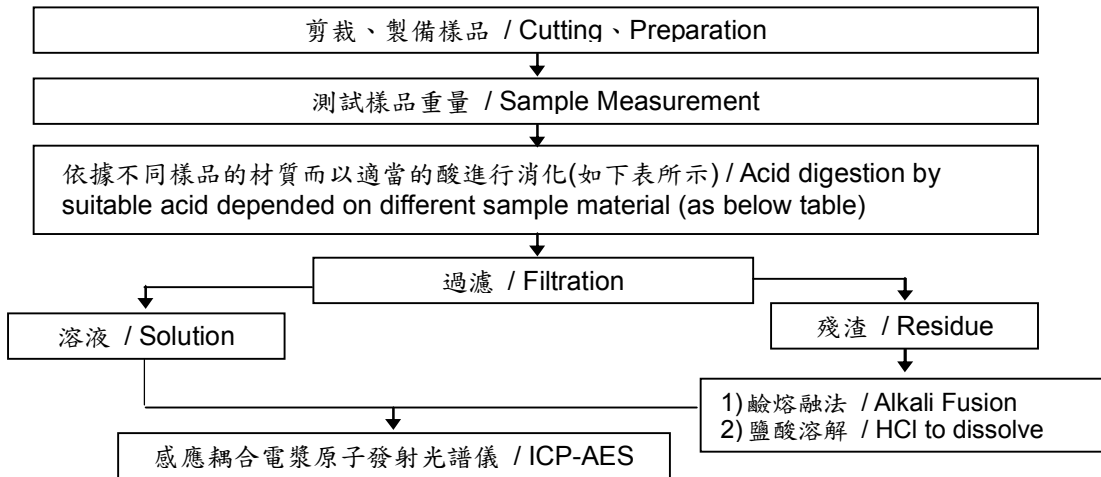 剪裁、製備樣品 / Cutting、Preparation
測試樣品重量 / Sample Measurement
依據不同樣品的材質而以適當的酸進行消化(如下表所示) / Acid digestion by
suitable acid depended on different sample material (as below table)
過濾 / Filtration
溶液 / Solution
殘渣 / Residue
1) 鹼熔融法 / Alkali Fusion
2) 鹽酸溶解 / HCl to dissolve
感應耦合電漿原子發射光譜儀 / ICP-AES